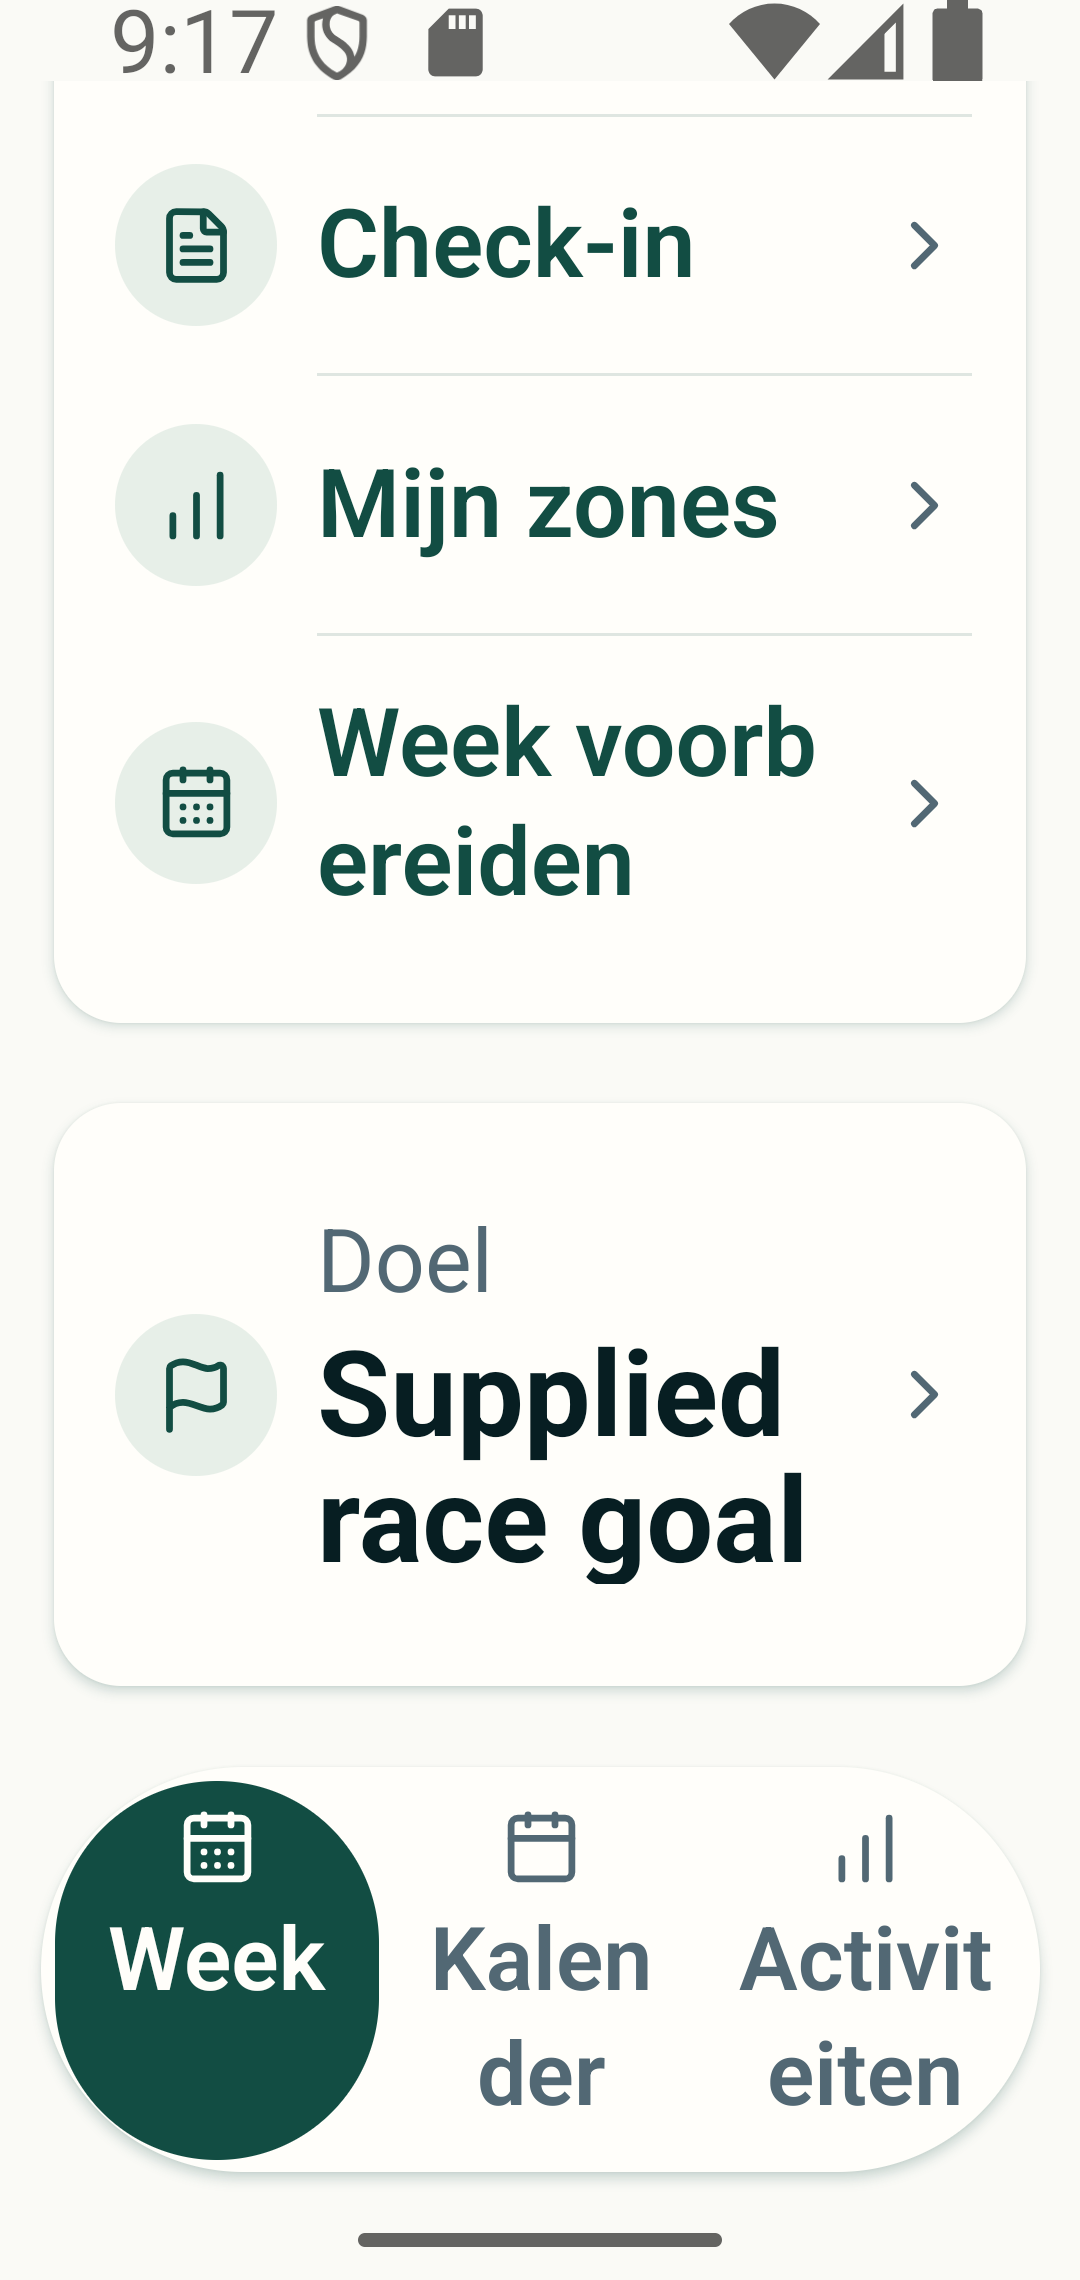 9:17
Check-in
Mijn zones
Week voorb
ereiden
Doel
Supplied
race goal
Week
Kalen
der
Activit
eiten